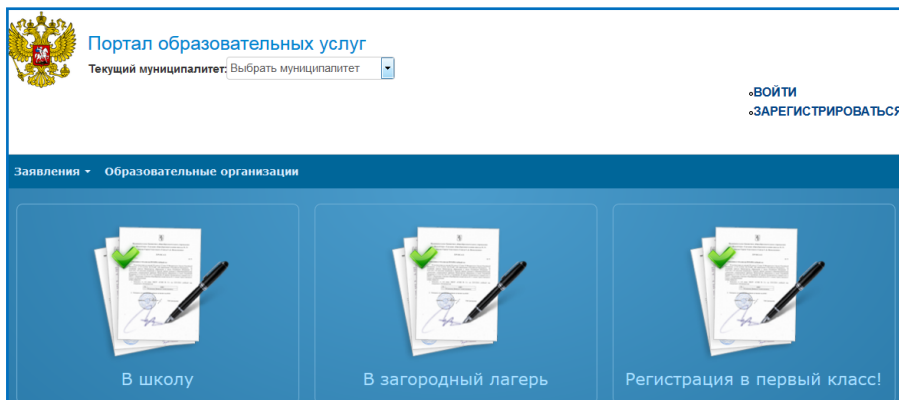 Портал образовательных услуг
Текущий муниципалитет: Выбрать муниципалитет
ВОЙТИ
ЗАРЕГИСТРИРОВАТЬСЯ
Заявления Образовательные организации
В школу В загородный лагерь Регистрация в первый класс!